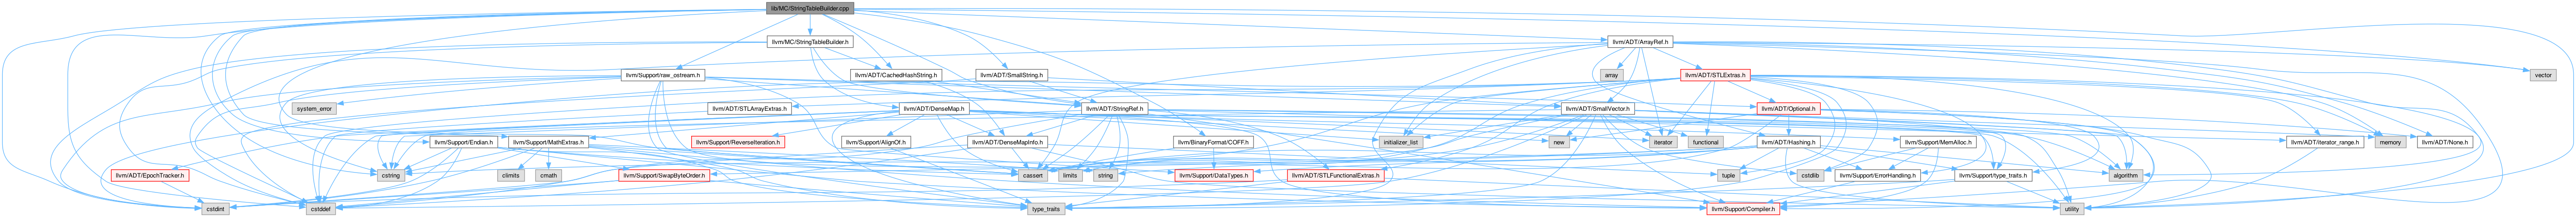 lib/MC/StringTableBuilder.cpp
llvm/MC/StringTableBuilder.h
llvm/ADT/ArrayRef.h
llvm/Support/raw_ostream.h
llvm/ADT/CachedHashString.h
llvm/ADT/SmallString.h
array
llvm/ADT/STLExtras.h
vector
system_error
llvm/ADT/STLArrayExtras.h
llvm/ADT/DenseMap.h
llvm/ADT/StringRef.h
llvm/ADT/SmallVector.h
llvm/ADT/Optional.h
llvm/Support/Endian.h
llvm/Support/MathExtras.h
llvm/Support/ReverseIteration.h
llvm/Support/AlignOf.h
llvm/ADT/DenseMapInfo.h
llvm/BinaryFormat/COFF.h
initializer_list
new
iterator
functional
llvm/ADT/Hashing.h
llvm/Support/MemAlloc.h
llvm/ADT/iterator_range.h
memory
llvm/ADT/None.h
llvm/ADT/EpochTracker.h
cstring
climits
cmath
llvm/Support/SwapByteOrder.h
cassert
limits
string
llvm/Support/DataTypes.h
llvm/ADT/STLFunctionalExtras.h
tuple
cstdlib
llvm/Support/ErrorHandling.h
llvm/Support/type_traits.h
algorithm
cstdint
cstddef
type_traits
llvm/Support/Compiler.h
utility